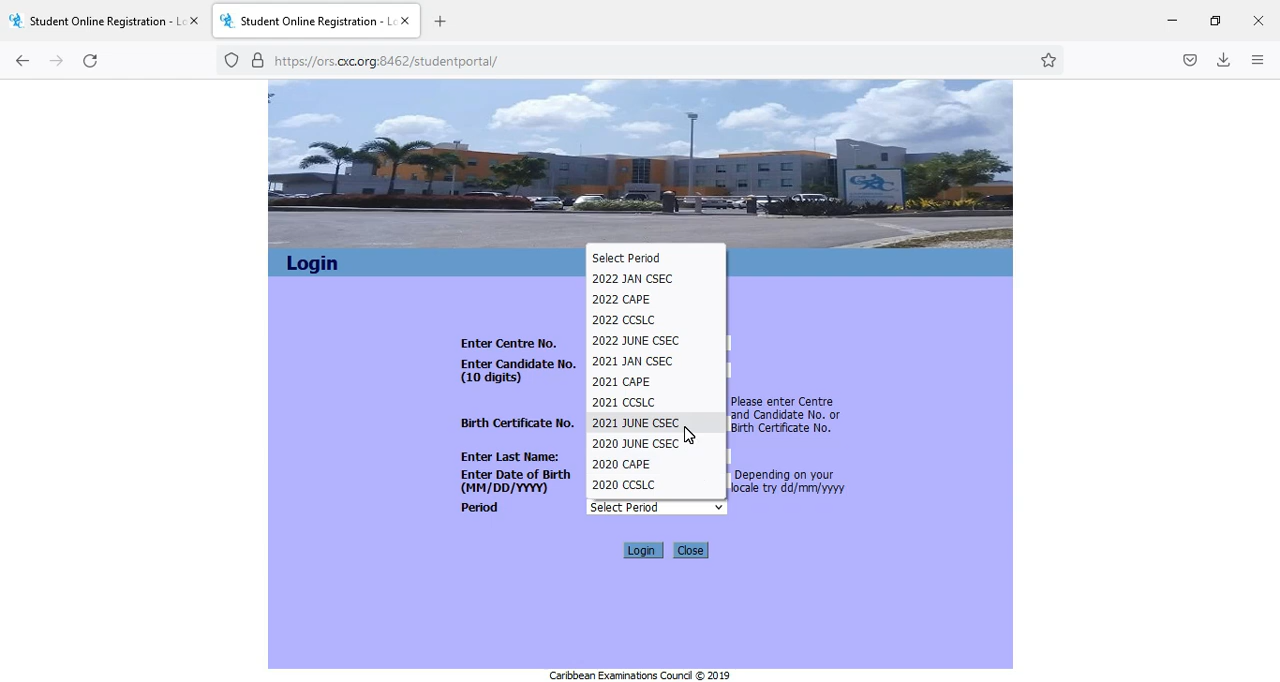 Student Online Registration - Lo
Student Online Registration - Lo
https://ors.cxc.org:8462/studentportal/
CXC
Login
Select Period
2022 JAN CSEC
2022 CAPE
2022 CCSLC
2022 JUNE CSEC
2021 JAN CSEC
2021 CAPE
2021 CCSLC
2021 JUNE CSEC
2020 JUNE CSEC
2020 CAPE
2020 CCSLC
Enter Centre No.
Enter Candidate No.
(10 digits)
Birth Certificate No.
Please enter Centre
and Candidate No. or
Birth Certificate No.
Enter Last Name:
Enter Date of Birth
(MM/DD/YYYY)
Depending on your
locale try dd/mm/yyyy
Period
Select Period
Login
Close
Caribbean Examinations Council © 2019